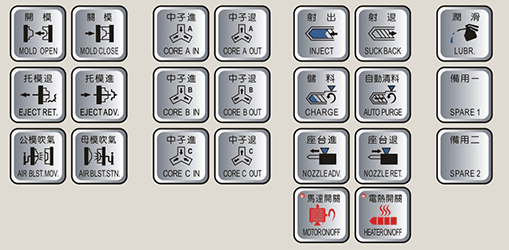 開 模
MOLD OPEN
關 模
MOLD CLOSE
中子進
A
CORE A IN
中子退
A
CORE A OUT
射 出
INJECT
射 退
SUCK BACK
潤 滑
LUBR.
托模退
EJECT RET.
托模進
EJECT ADV.
中子進
B
CORE B IN
中子退
B
CORE B OUT
儲 料
CHARGE
自動清料
AUTO PURGE
備用一
SPARE 1
公模吹氣
AIR BLST.MOV.
母模吹氣
AIR BLST.STN.
中子進
C
CORE C IN
中子退
C
CORE C OUT
座台進
NOZZLE ADV.
座台退
NOZZLE RET.
備用二
SPARE 2
馬達開關
MOTOR ON/OFF
電熱開關
HEATER ON/OFF